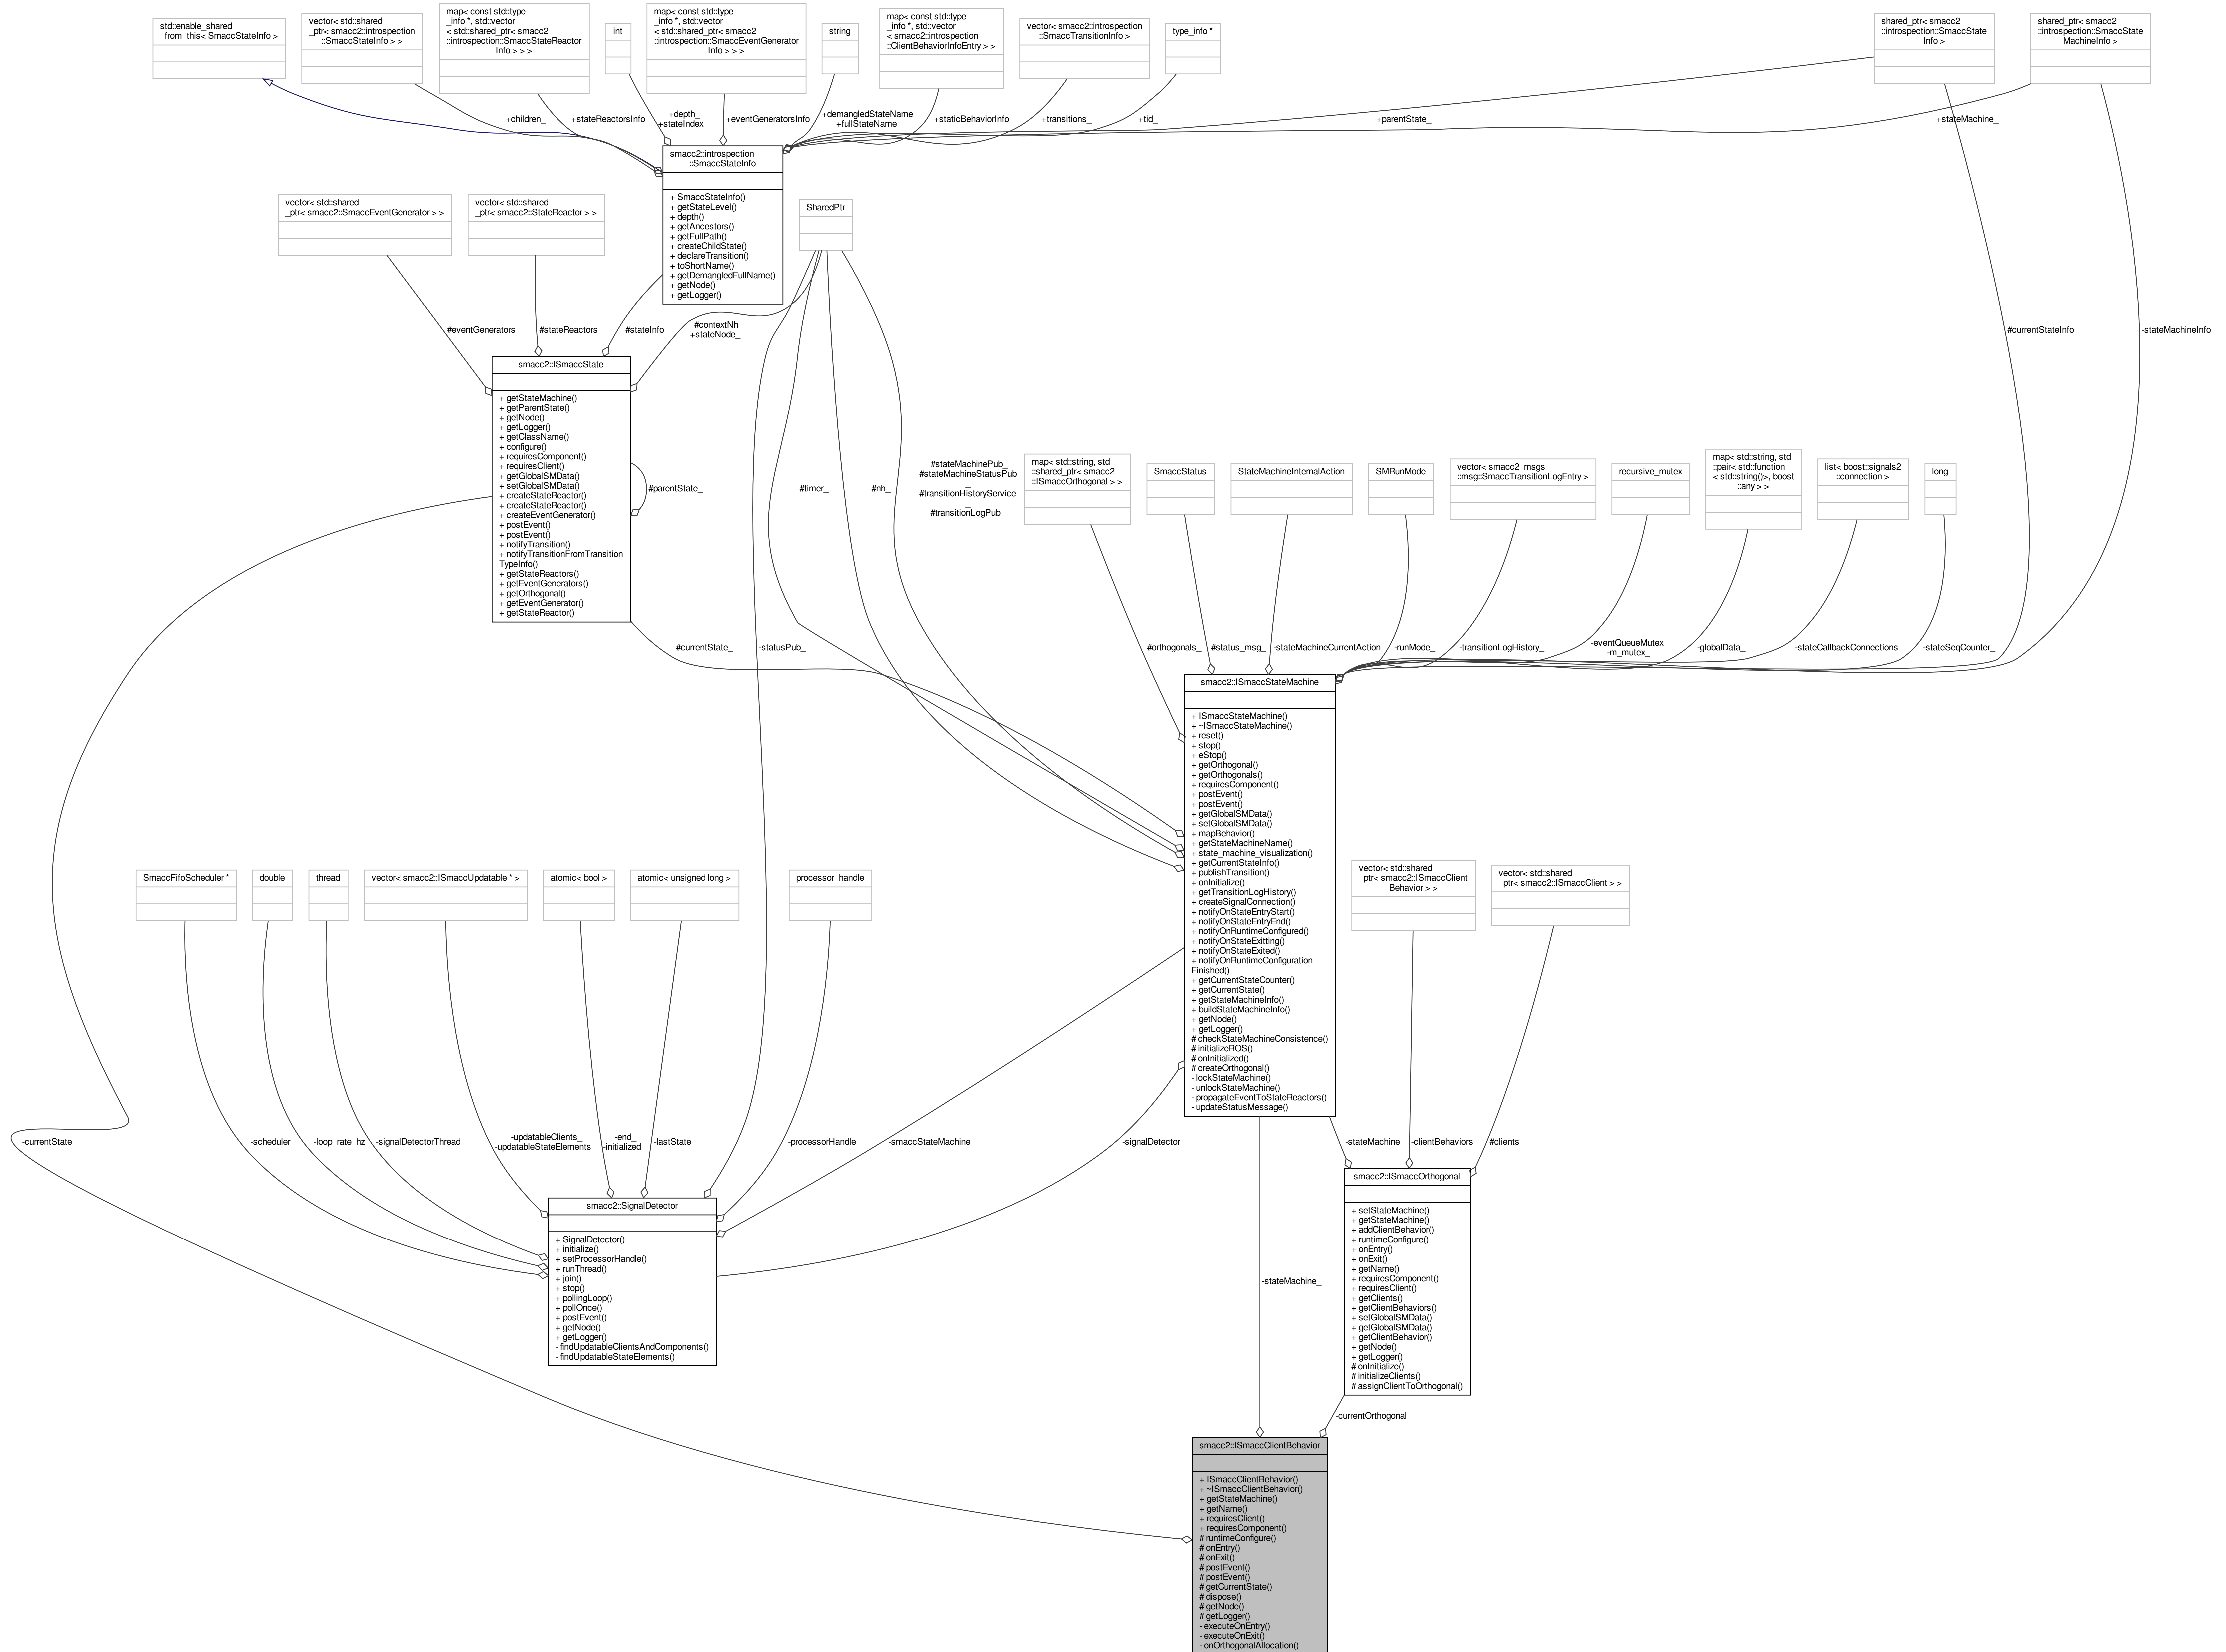 std::enable_shared
_from_this< SmaccStateInfo >
vector< std::shared
_ptr< smacc2::introspection
::SmaccStateInfo > >
map< const std::type
_info *, std::vector
< std::shared_ptr< smacc2
::introspection::SmaccStateReactor
Info > > >
int
map< const std::type
_info *, std::vector
< std::shared_ptr< smacc2
::introspection::SmaccEventGenerator
Info > > >
string
map< const std::type
_info *, std::vector
< smacc2::introspection
::ClientBehaviorInfoEntry > >
vector< smacc2::introspection
::SmaccTransitionInfo >
type_info *
shared_ptr< smacc2
::introspection::SmaccState
Info >
shared_ptr< smacc2
::introspection::SmaccState
MachineInfo >
+children_
+stateReactorsInfo
+depth_
+stateIndex_
+eventGeneratorsInfo
+demangledStateName
+fullStateName
+staticBehaviorInfo
+transitions_
+tid_
+parentState_
+stateMachine_
smacc2::introspection
::SmaccStateInfo
+ SmaccStateInfo()
+ getStateLevel()
+ depth()
+ getAncestors()
+ getFullPath()
+ createChildState()
+ declareTransition()
+ toShortName()
+ getDemangledFullName()
+ getNode()
+ getLogger()
vector< std::shared
_ptr< smacc2::SmaccEventGenerator > >
vector< std::shared
_ptr< smacc2::StateReactor > >
SharedPtr
#eventGenerators_
#stateReactors_
#stateInfo_
#contextNh
+stateNode_
#currentStateInfo_
-stateMachineInfo_
smacc2::ISmaccState
+ getStateMachine()
+ getParentState()
+ getNode()
+ getLogger()
+ getClassName()
+ configure()
+ requiresComponent()
+ requiresClient()
+ getGlobalSMData()
+ setGlobalSMData()
+ createStateReactor()
+ createStateReactor()
+ createEventGenerator()
+ postEvent()
+ postEvent()
+ notifyTransition()
+ notifyTransitionFromTransition
TypeInfo()
+ getStateReactors()
+ getEventGenerators()
+ getOrthogonal()
+ getEventGenerator()
+ getStateReactor()
#parentState_
#timer_
#nh_
#stateMachinePub_
#stateMachineStatusPub
_
#transitionHistoryService
_
#transitionLogPub_
map< std::string, std
::shared_ptr< smacc2
::ISmaccOrthogonal > >
SmaccStatus
StateMachineInternalAction
SMRunMode
vector< smacc2_msgs
::msg::SmaccTransitionLogEntry >
recursive_mutex
map< std::string, std
::pair< std::function
< std::string()>, boost
::any > >
list< boost::signals2
::connection >
long
#currentState_
-statusPub_
#orthogonals_
#status_msg_
-stateMachineCurrentAction
-runMode_
-transitionLogHistory_
-eventQueueMutex_
-m_mutex_
-globalData_
-stateCallbackConnections
-stateSeqCounter_
smacc2::ISmaccStateMachine
+ ISmaccStateMachine()
+ ~ISmaccStateMachine()
+ reset()
+ stop()
+ eStop()
+ getOrthogonal()
+ getOrthogonals()
+ requiresComponent()
+ postEvent()
+ postEvent()
+ getGlobalSMData()
+ setGlobalSMData()
+ mapBehavior()
+ getStateMachineName()
+ state_machine_visualization()
+ getCurrentStateInfo()
+ publishTransition()
+ onInitialize()
+ getTransitionLogHistory()
+ createSignalConnection()
+ notifyOnStateEntryStart()
+ notifyOnStateEntryEnd()
+ notifyOnRuntimeConfigured()
+ notifyOnStateExitting()
+ notifyOnStateExited()
+ notifyOnRuntimeConfiguration
Finished()
+ getCurrentStateCounter()
+ getCurrentState()
+ getStateMachineInfo()
+ buildStateMachineInfo()
+ getNode()
+ getLogger()
# checkStateMachineConsistence()
# initializeROS()
# onInitialized()
# createOrthogonal()
- lockStateMachine()
- unlockStateMachine()
- propagateEventToStateReactors()
- updateStatusMessage()
SmaccFifoScheduler *
double
thread
vector< smacc2::ISmaccUpdatable * >
atomic< bool >
atomic< unsigned long >
processor_handle
vector< std::shared
_ptr< smacc2::ISmaccClient
Behavior > >
vector< std::shared
_ptr< smacc2::ISmaccClient > >
-currentState
-scheduler_
-loop_rate_hz
-signalDetectorThread_
-updatableClients_
-updatableStateElements_
-end_
-initialized_
-lastState_
-processorHandle_
-smaccStateMachine_
-signalDetector_
-stateMachine_
-clientBehaviors_
#clients_
smacc2::SignalDetector
+ SignalDetector()
+ initialize()
+ setProcessorHandle()
+ runThread()
+ join()
+ stop()
+ pollingLoop()
+ pollOnce()
+ postEvent()
+ getNode()
+ getLogger()
- findUpdatableClientsAndComponents()
- findUpdatableStateElements()
smacc2::ISmaccOrthogonal
+ setStateMachine()
+ getStateMachine()
+ addClientBehavior()
+ runtimeConfigure()
+ onEntry()
+ onExit()
+ getName()
+ requiresComponent()
+ requiresClient()
+ getClients()
+ getClientBehaviors()
+ setGlobalSMData()
+ getGlobalSMData()
+ getClientBehavior()
+ getNode()
+ getLogger()
# onInitialize()
# initializeClients()
# assignClientToOrthogonal()
-stateMachine_
-currentOrthogonal
smacc2::ISmaccClientBehavior
+ ISmaccClientBehavior()
+ ~ISmaccClientBehavior()
+ getStateMachine()
+ getName()
+ requiresClient()
+ requiresComponent()
# runtimeConfigure()
# onEntry()
# onExit()
# postEvent()
# postEvent()
# getCurrentState()
# dispose()
# getNode()
# getLogger()
- executeOnEntry()
- executeOnExit()
- onOrthogonalAllocation()